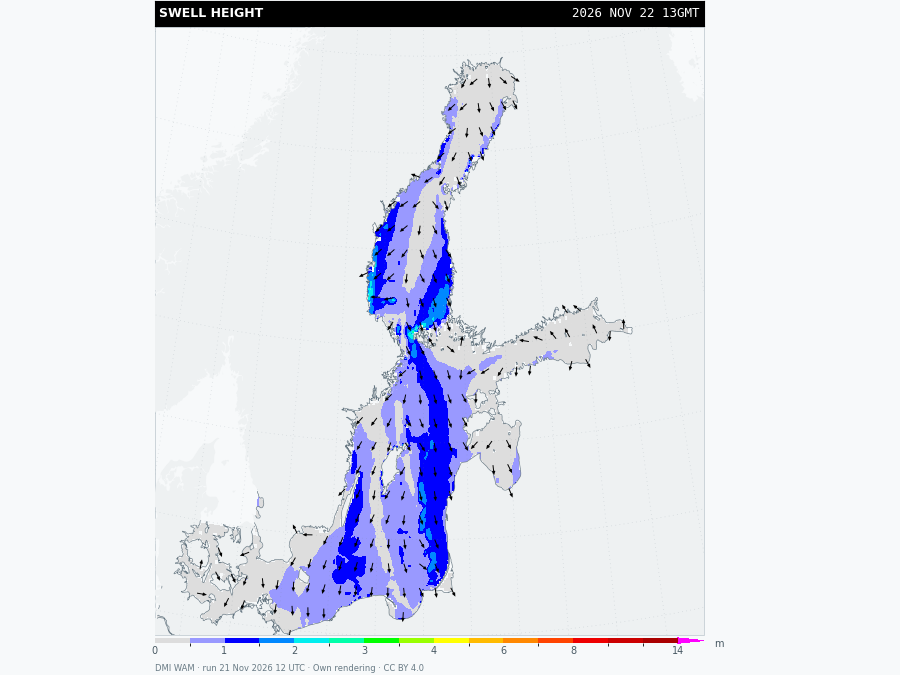 SWELL HEIGHT 2026 NOV 22 13GMT
0 1 2 3 4 6 8 14 m
DMI WAM · run 21 Nov 2026 12 UTC · Own rendering · CC BY 4.0